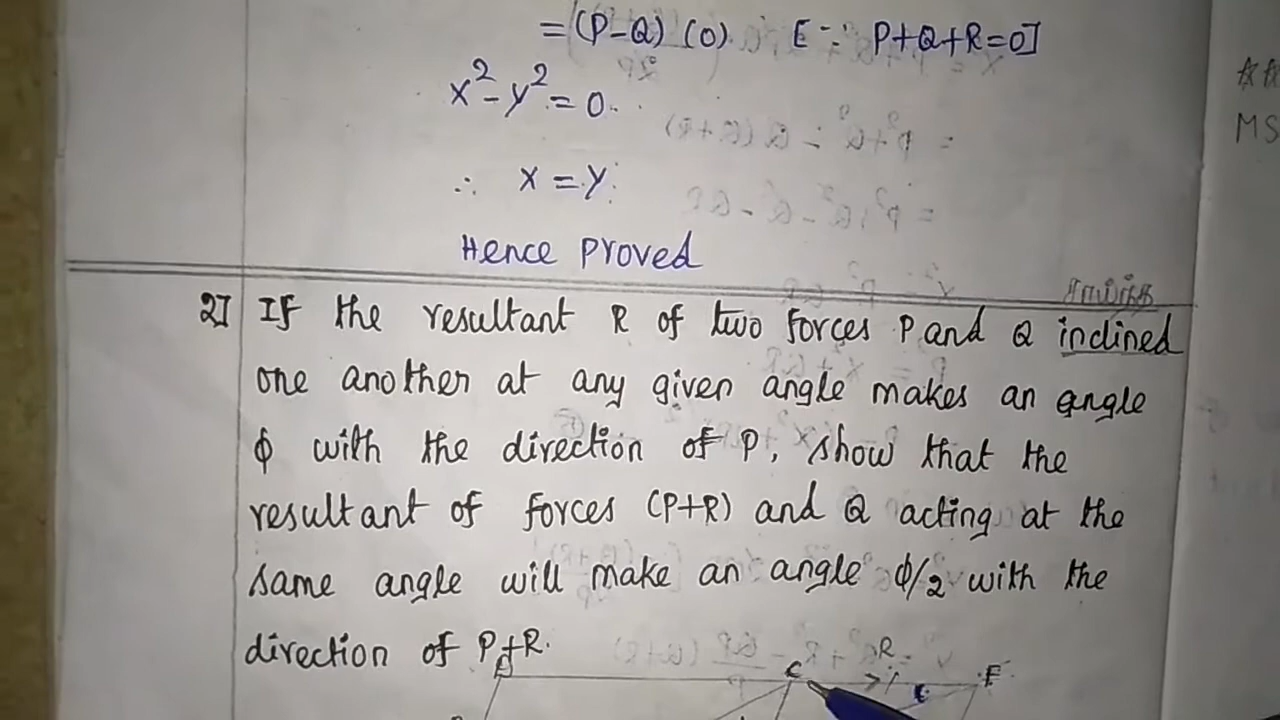 = (P-Q) (0) [∵ P+Q+R=0]
x²-y² = 0
∴ x = y
Hence proved
MS
2] If the resultant R of two forces P and Q inclined
one another at any given angle makes an angle
ϕ with the direction of P, show that the
resultant of forces (P+R) and Q acting at the
same angle will make an angle ϕ/2 with the
direction of P+R.
R
C E